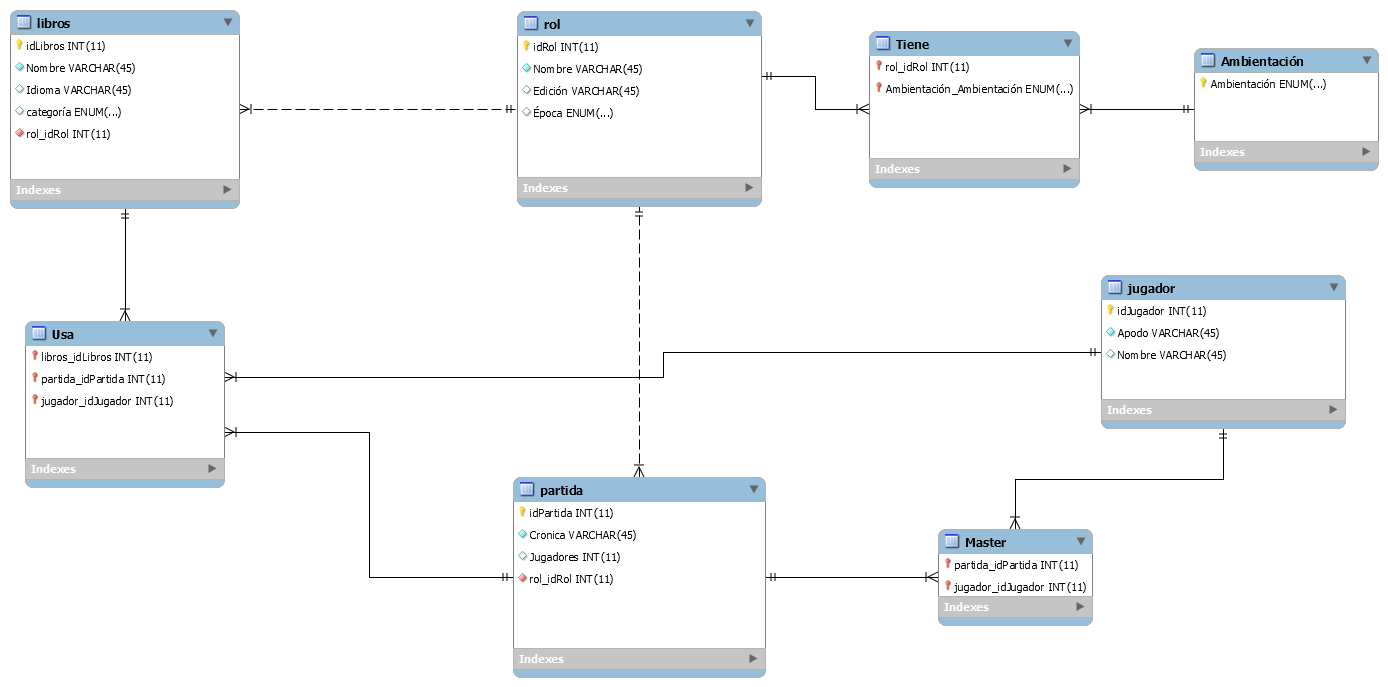 libros
idLibros INT(11)
Nombre VARCHAR(45)
Idioma VARCHAR(45)
categoría ENUM(...)
rol_idRol INT(11)
Indexes
rol
idRol INT(11)
Nombre VARCHAR(45)
Edición VARCHAR(45)
Época ENUM(...)
Indexes
Tiene
rol_idRol INT(11)
Ambientación_Ambientación ENUM(...)
Indexes
Ambientación
Ambientación ENUM(...)
Indexes
Usa
libros_idLibros INT(11)
partida_idPartida INT(11)
jugador_idJugador INT(11)
Indexes
jugador
idJugador INT(11)
Apodo VARCHAR(45)
Nombre VARCHAR(45)
Indexes
partida
idPartida INT(11)
Cronica VARCHAR(45)
Jugadores INT(11)
rol_idRol INT(11)
Indexes
Master
partida_idPartida INT(11)
jugador_idJugador INT(11)
Indexes